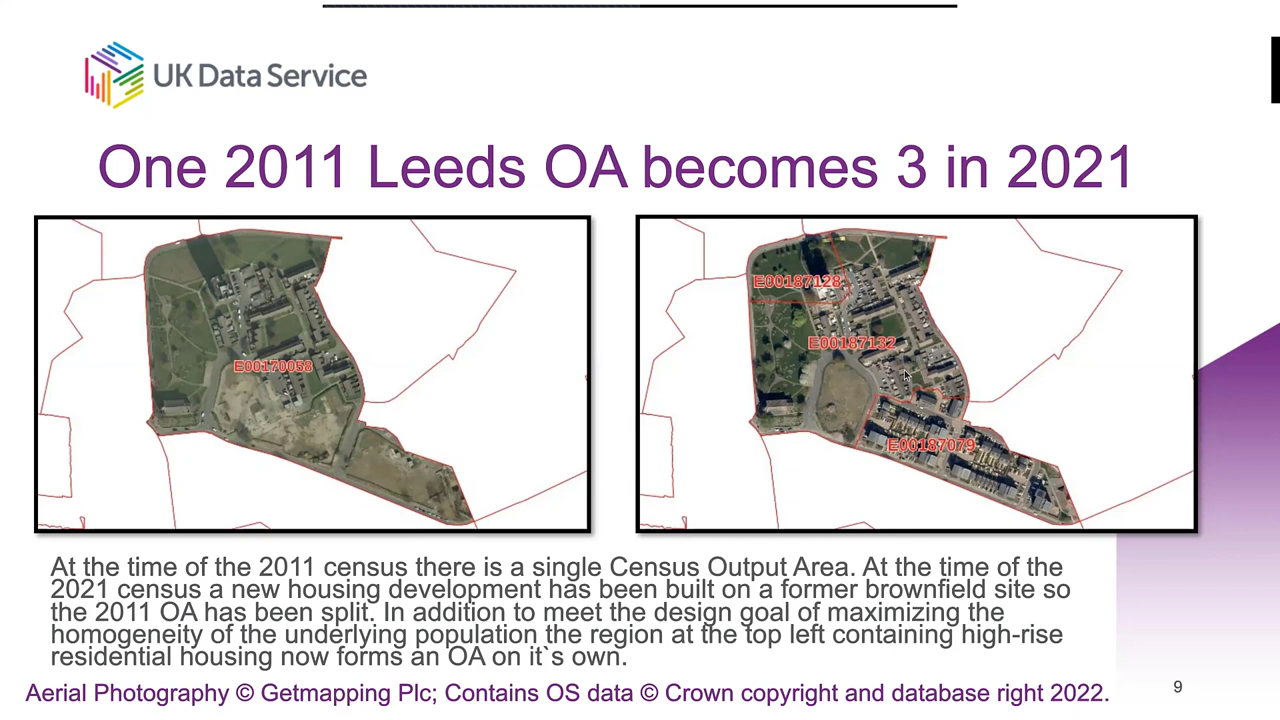 UK Data Service
One 2011 Leeds OA becomes 3 in 2021
E00170058
E00187128
E00187132
E00187079
At the time of the 2011 census there is a single Census Output Area. At the time of the
2021 census a new housing development has been built on a former brownfield site so
the 2011 OA has been split. In addition to meet the design goal of maximizing the
homogeneity of the underlying population the region at the top left containing high-rise
residential housing now forms an OA on it`s own.
Aerial Photography © Getmapping Plc; Contains OS data © Crown copyright and database right 2022.
9